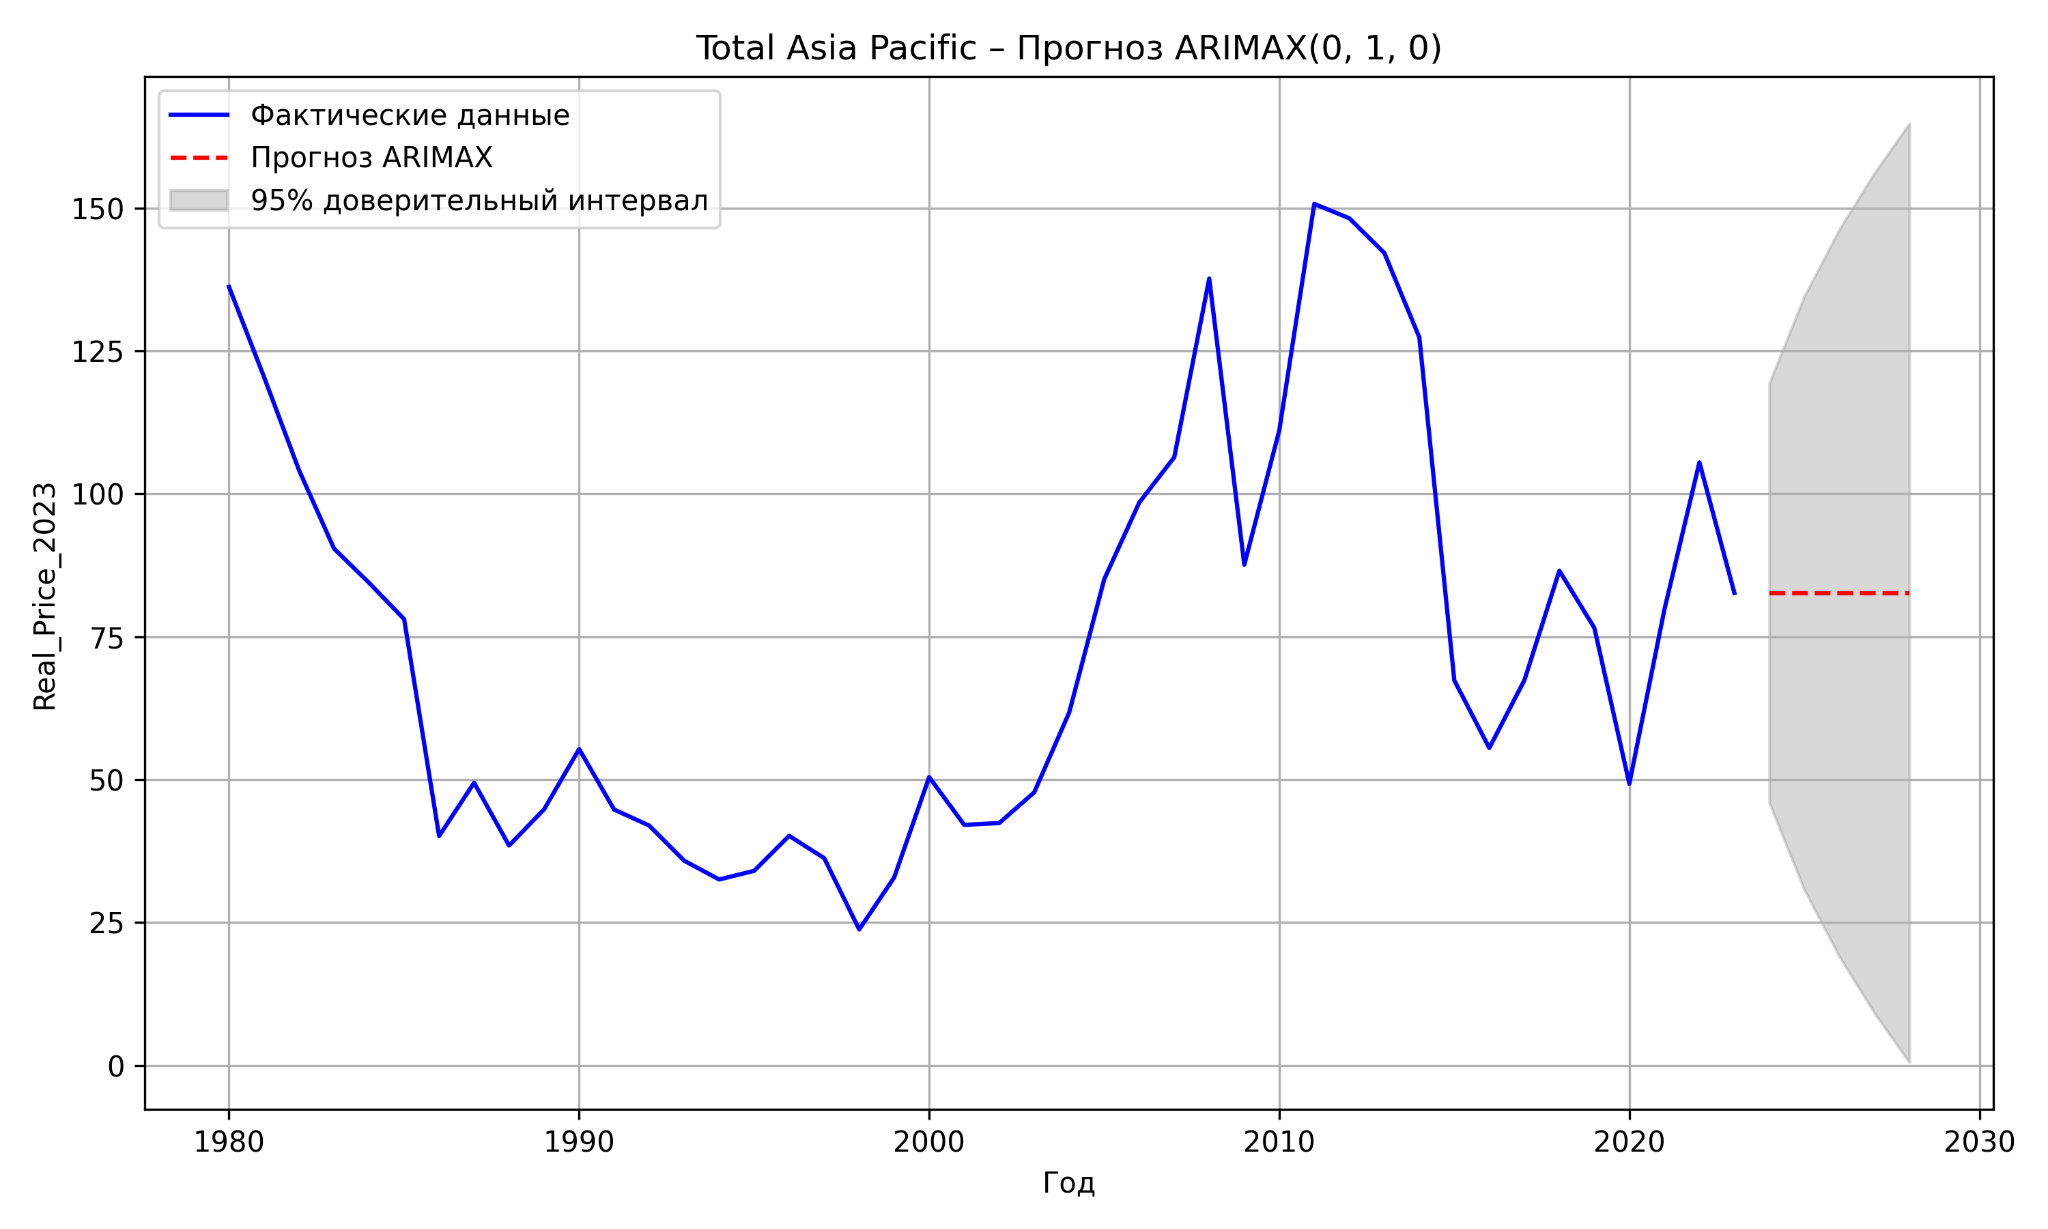 Total Asia Pacific – Прогноз ARIMAX(0, 1, 0)
Фактические данные
Прогноз ARIMAX
95% доверительный интервал
Real_Price_2023
150
125
100
75
50
25
0
1980 1990 2000 2010 2020 2030
Год